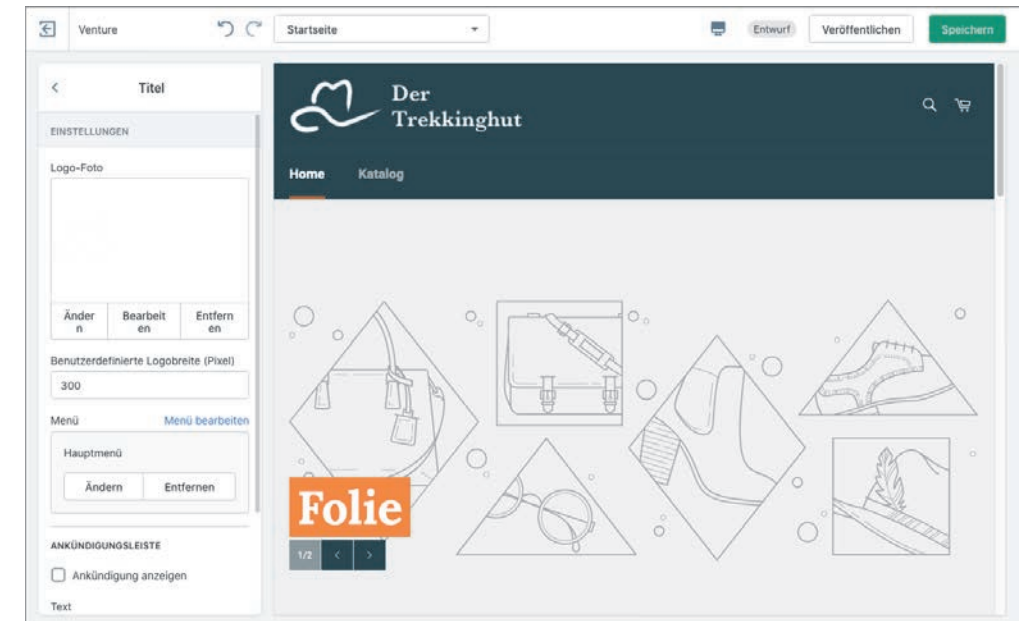 Venture
Startseite
Entwurf
Veröffentlichen
Speichern
Titel
EINSTELLUNGEN
Logo-Foto
Änder
n
Bearbeit
en
Entfern
en
Benutzerdefinierte Logobreite (Pixel)
300
Menü
Menü bearbeiten
Hauptmenü
Ändern
Entfernen
ANKÜNDIGUNGSLEISTE
Ankündigung anzeigen
Text
Der
Trekkinghut
Home
Katalog
Folie
1/2